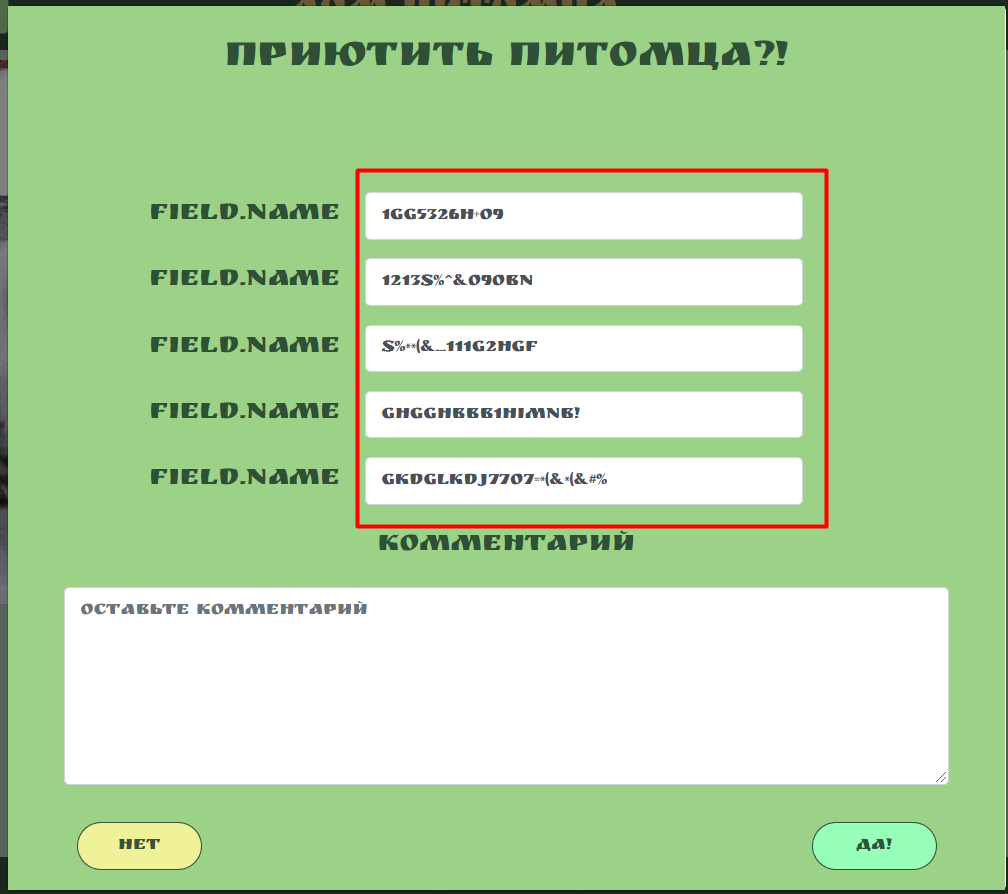 ПРИЮТИТЬ ПИТОМЦА?!
FIELD.NAME 1GG5326H+09
FIELD.NAME 1213S%^&090BN
FIELD.NAME S%**(&_111G2HGF
FIELD.NAME GHGGHBBB1HIMNB!
FIELD.NAME GKDGLKDJ7707=*(&*(&#%
КОММЕНТАРИЙ
ОСТАВЬТЕ КОММЕНТАРИЙ
НЕТ ДА!